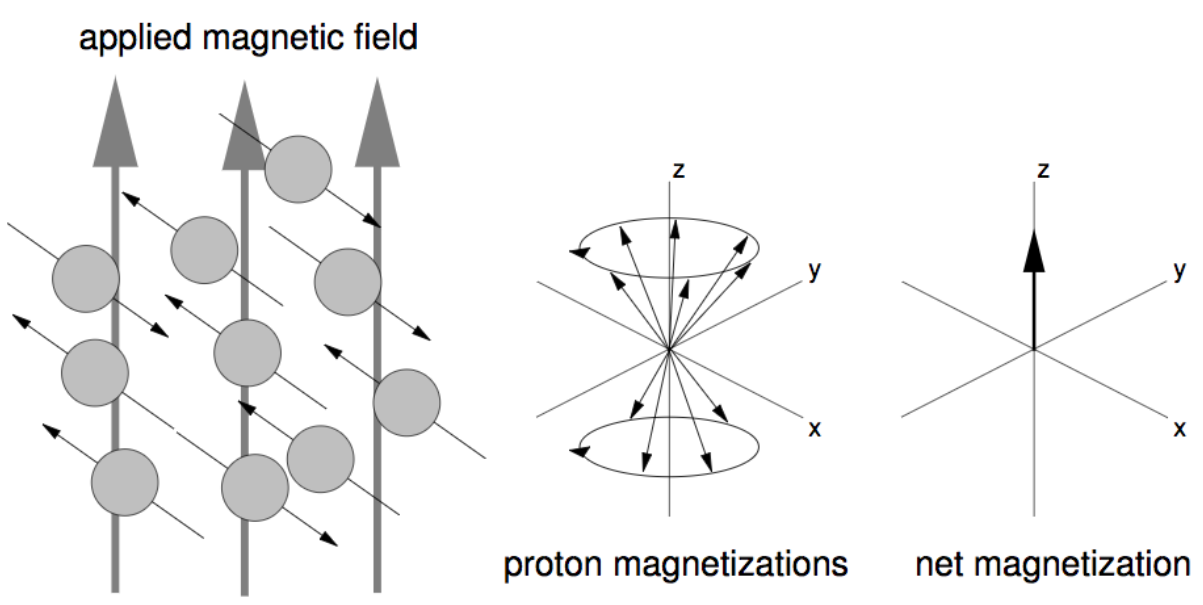 applied magnetic field
z
y
x
z
y
x
proton magnetizations
net magnetization